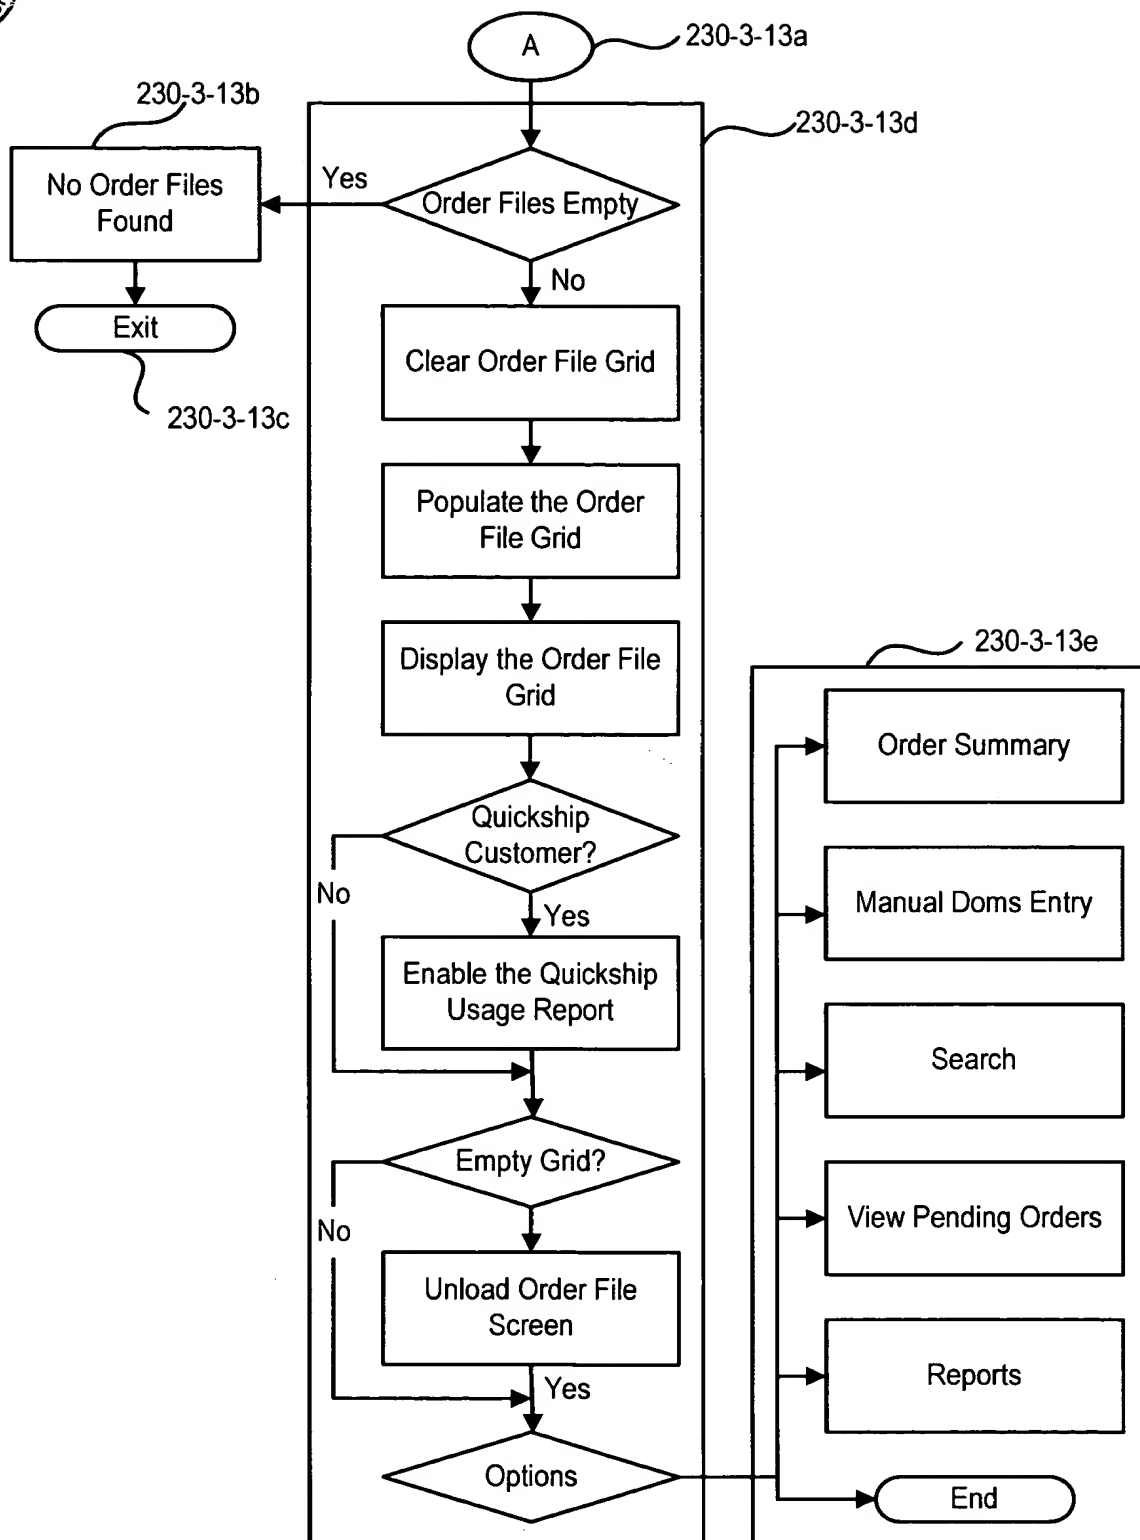 A
230-3-13a
230-3-13b
230-3-13d
No Order Files
Found
Yes
Order Files Empty
No
Exit
230-3-13c
Clear Order File Grid
Populate the Order
File Grid
Display the Order File
Grid
230-3-13e
Order Summary
Quickship
Customer?
No
Yes
Manual Doms Entry
Enable the Quickship
Usage Report
Search
Empty Grid?
No
View Pending Orders
Unload Order File
Screen
Yes
Reports
Options
End